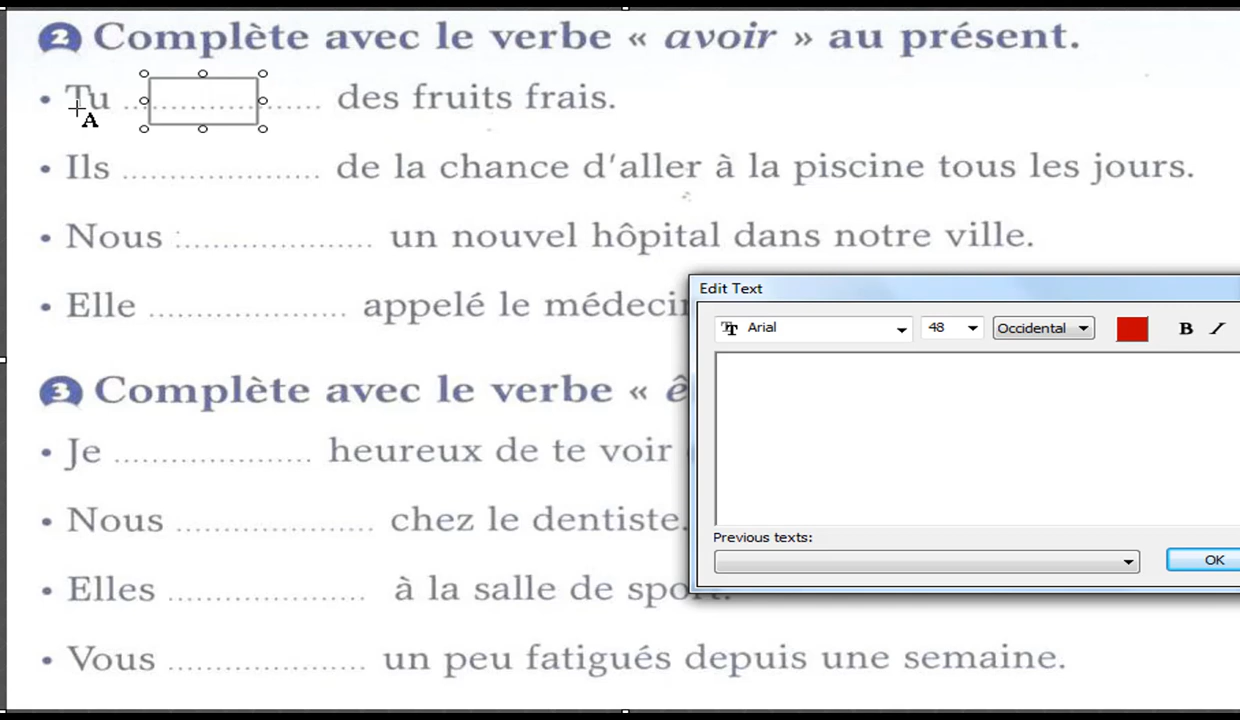 2 Complète avec le verbe « avoir » au présent.
• Tu .................... des fruits frais.
A
• Ils .................... de la chance d'aller à la piscine tous les jours.
• Nous .................... un nouvel hôpital dans notre ville.
• Elle .................... appelé le
Edit Text
Arial 48 Occidental B I
3 Complète avec le verbe «
• Je .................... heureux de te voir
• Nous .................... chez le dentiste.
Previous texts:
OK
• Elles .................... à la salle de sport.
• Vous .................... un peu fatigués depuis une semaine.